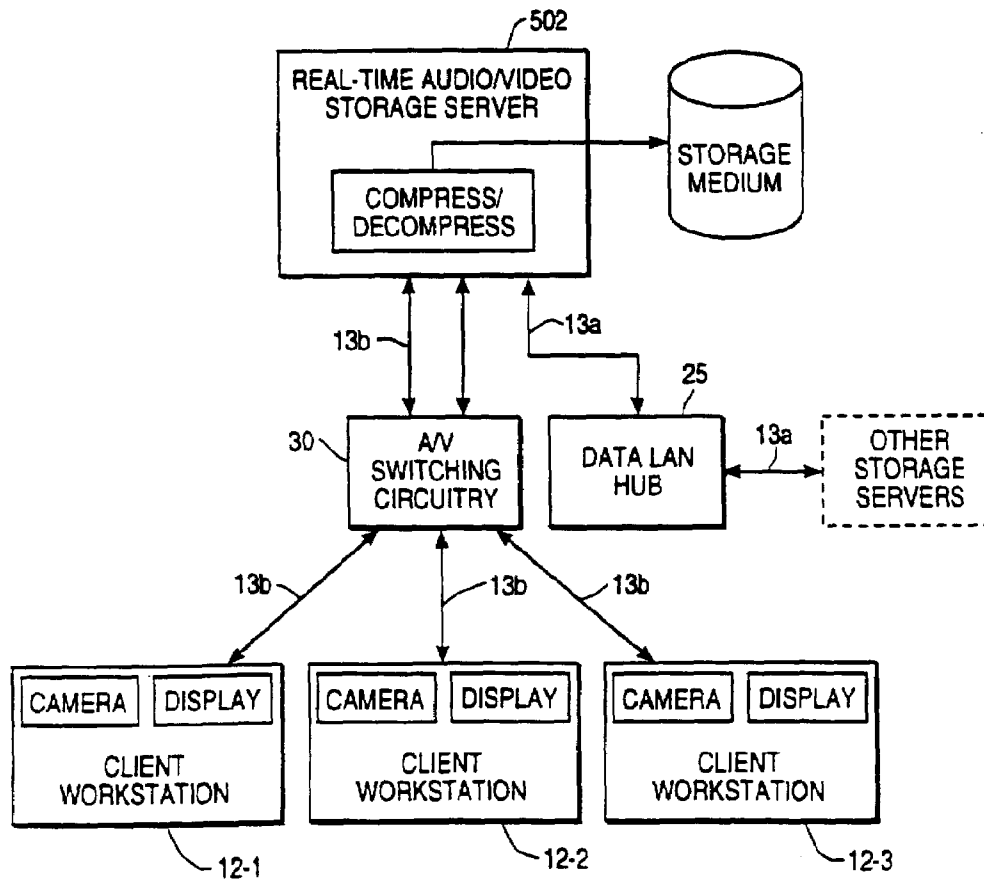 502
REAL-TIME AUDIO/VIDEO
STORAGE SERVER
COMPRESS/
DECOMPRESS
STORAGE
MEDIUM
13b
13a
25
30
A/V
SWITCHING
CIRCUITRY
DATA LAN
HUB
13a
OTHER
STORAGE
SERVERS
13b
13b
13b
CAMERA
DISPLAY
CLIENT
WORKSTATION
CAMERA
DISPLAY
CLIENT
WORKSTATION
CAMERA
DISPLAY
CLIENT
WORKSTATION
12-1
12-2
12-3